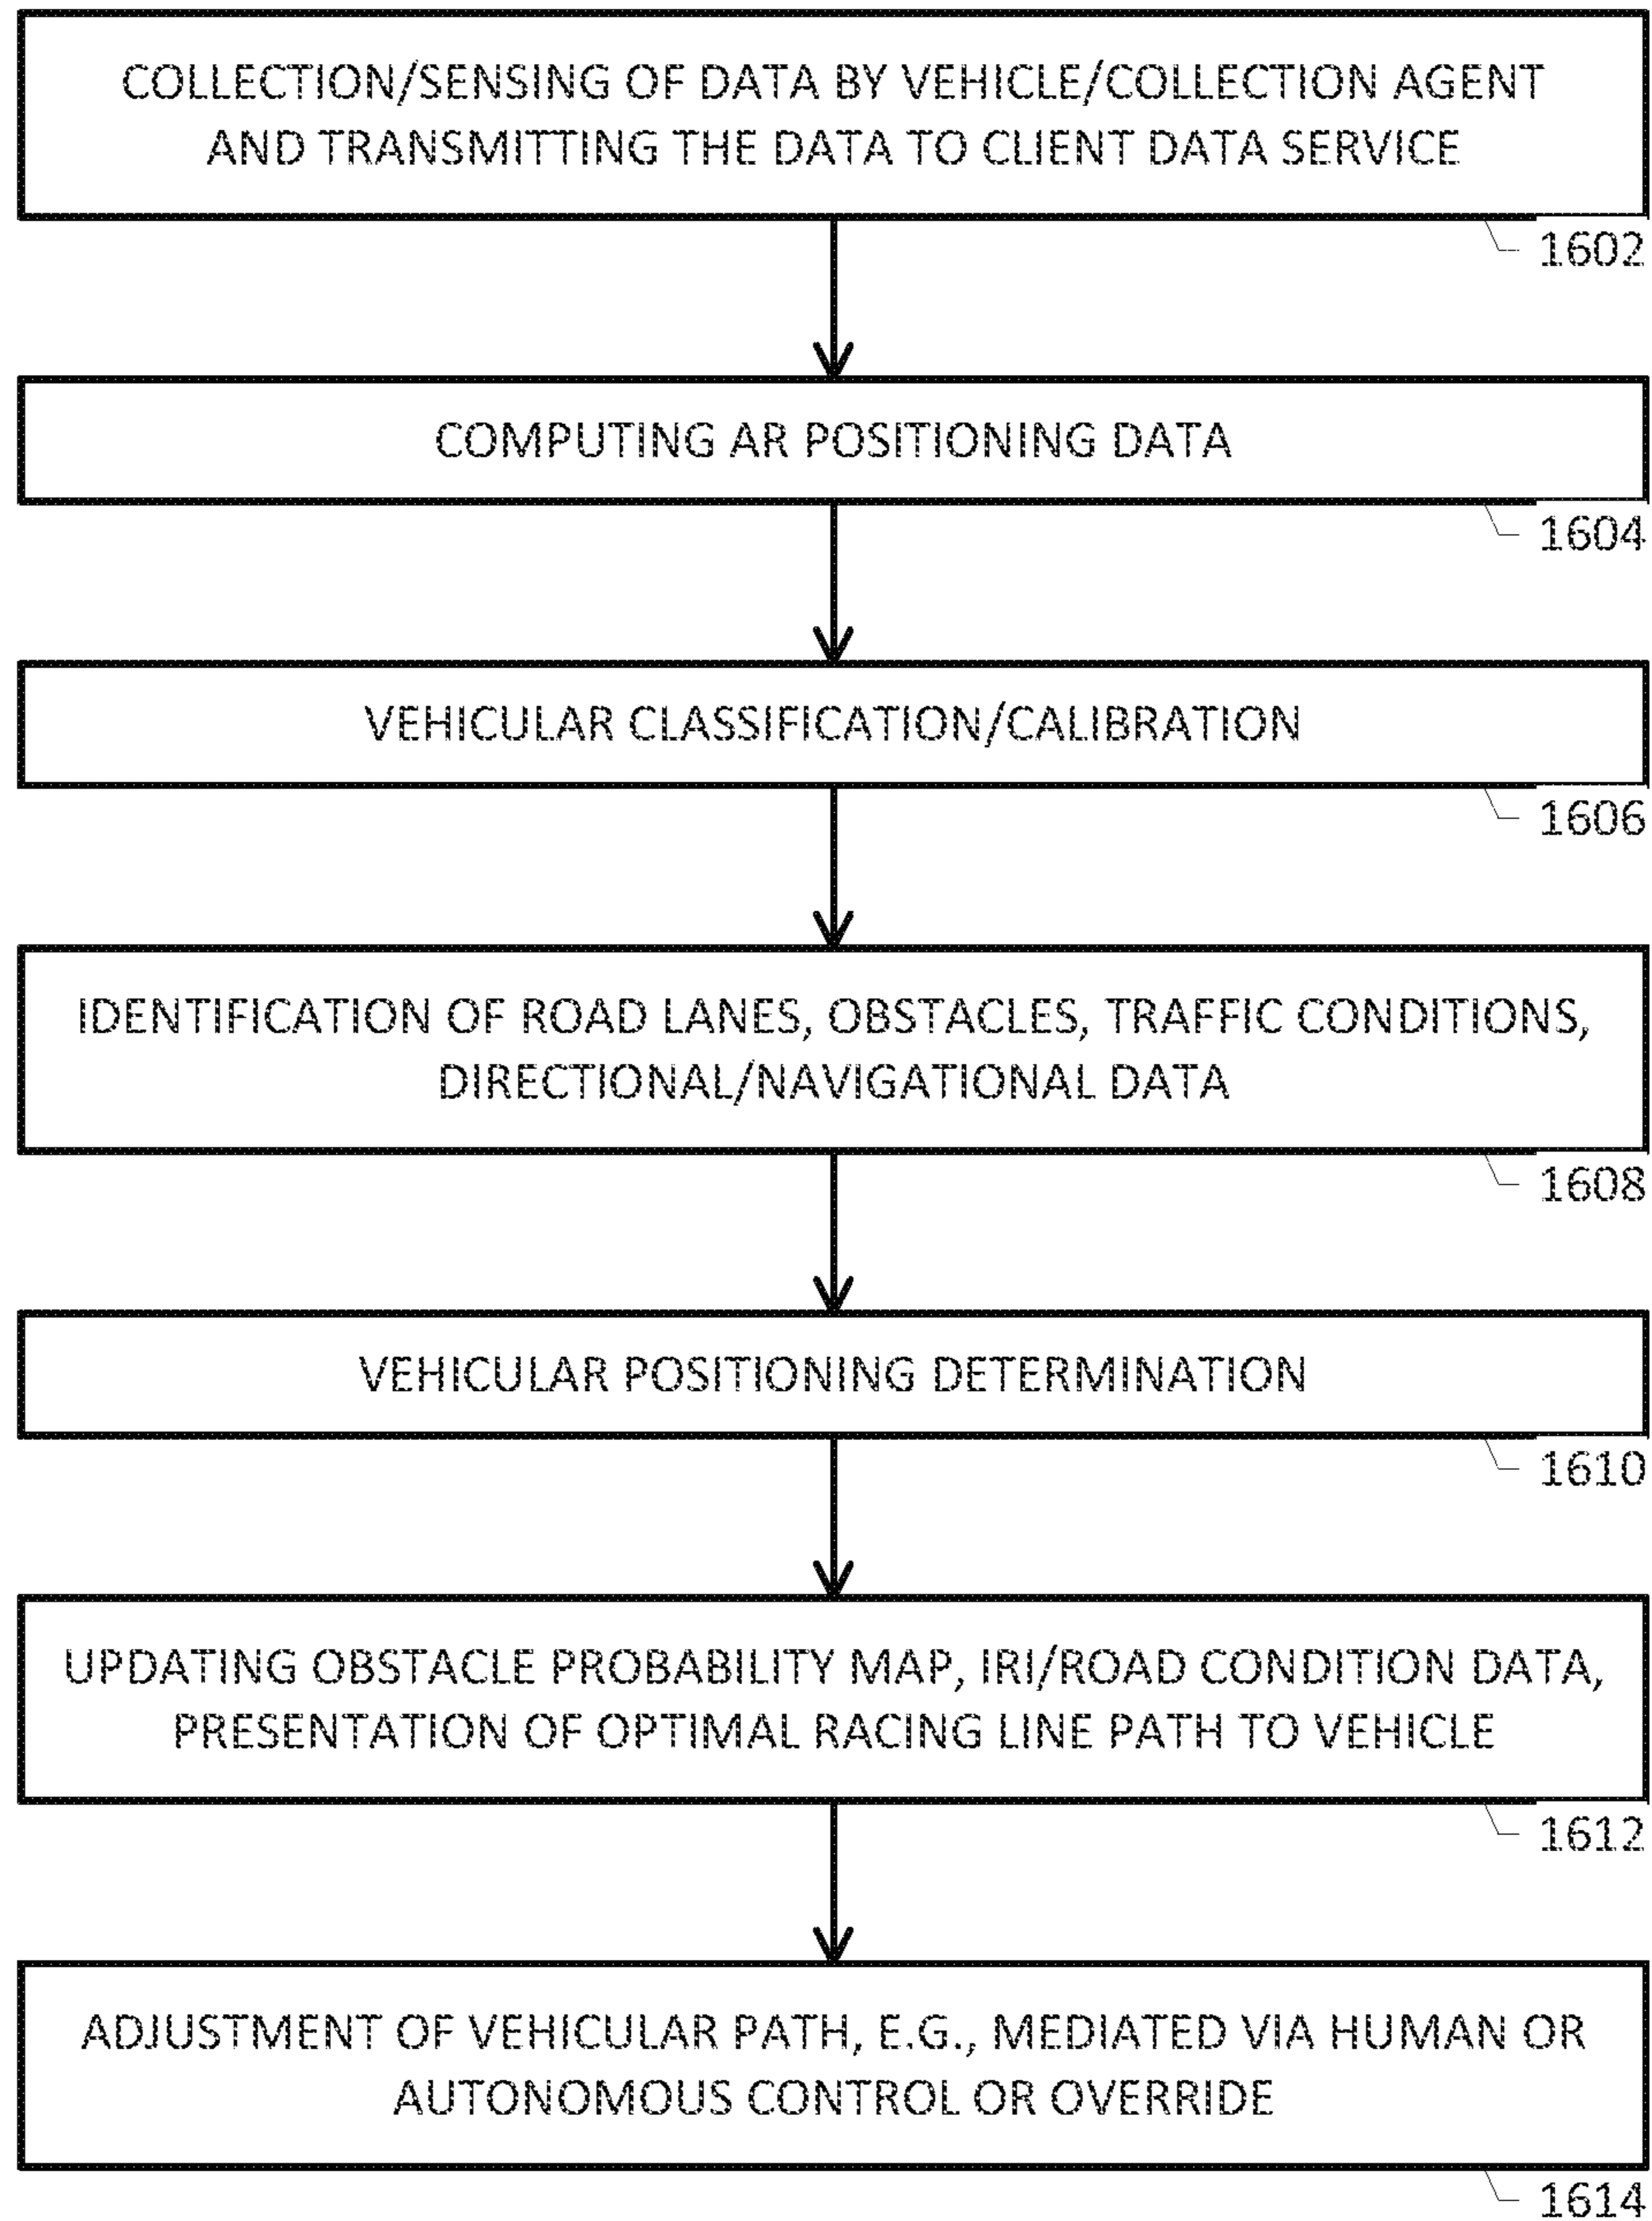 COLLECTION/SENSING OF DATA BY VEHICLE/COLLECTION AGENT
AND TRANSMITTING THE DATA TO CLIENT DATA SERVICE
1602
COMPUTING AR POSITIONING DATA
1604
VEHICULAR CLASSIFICATION/CALIBRATION
1606
IDENTIFICATION OF ROAD LANES, OBSTACLES, TRAFFIC CONDITIONS,
DIRECTIONAL/NAVIGATIONAL DATA
1608
VEHICULAR POSITIONING DETERMINATION
1610
UPDATING OBSTACLE PROBABILITY MAP, IRI/ROAD CONDITION DATA,
PRESENTATION OF OPTIMAL RACING LINE PATH TO VEHICLE
1612
ADJUSTMENT OF VEHICULAR PATH, E.G., MEDIATED VIA HUMAN OR
AUTONOMOUS CONTROL OR OVERRIDE
1614